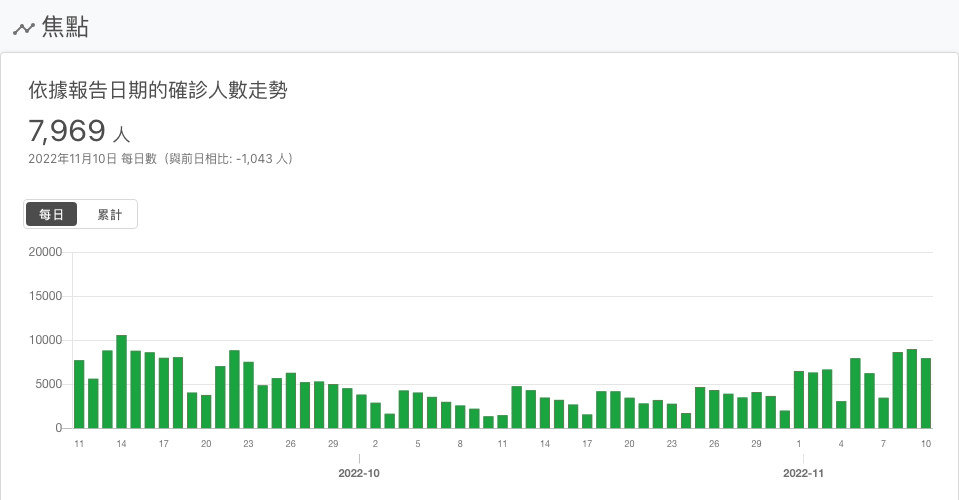 焦點
依據報告日期的確診人數走勢
7,969 人
2022年11月10日 每日數（與前日相比: -1,043 人）
每日 累計
20000
15000
10000
5000
0
11 14 17 20 23 26 29 2 5 8 11 14 17 20 23 26 29 1 4 7 10
2022-10 2022-11